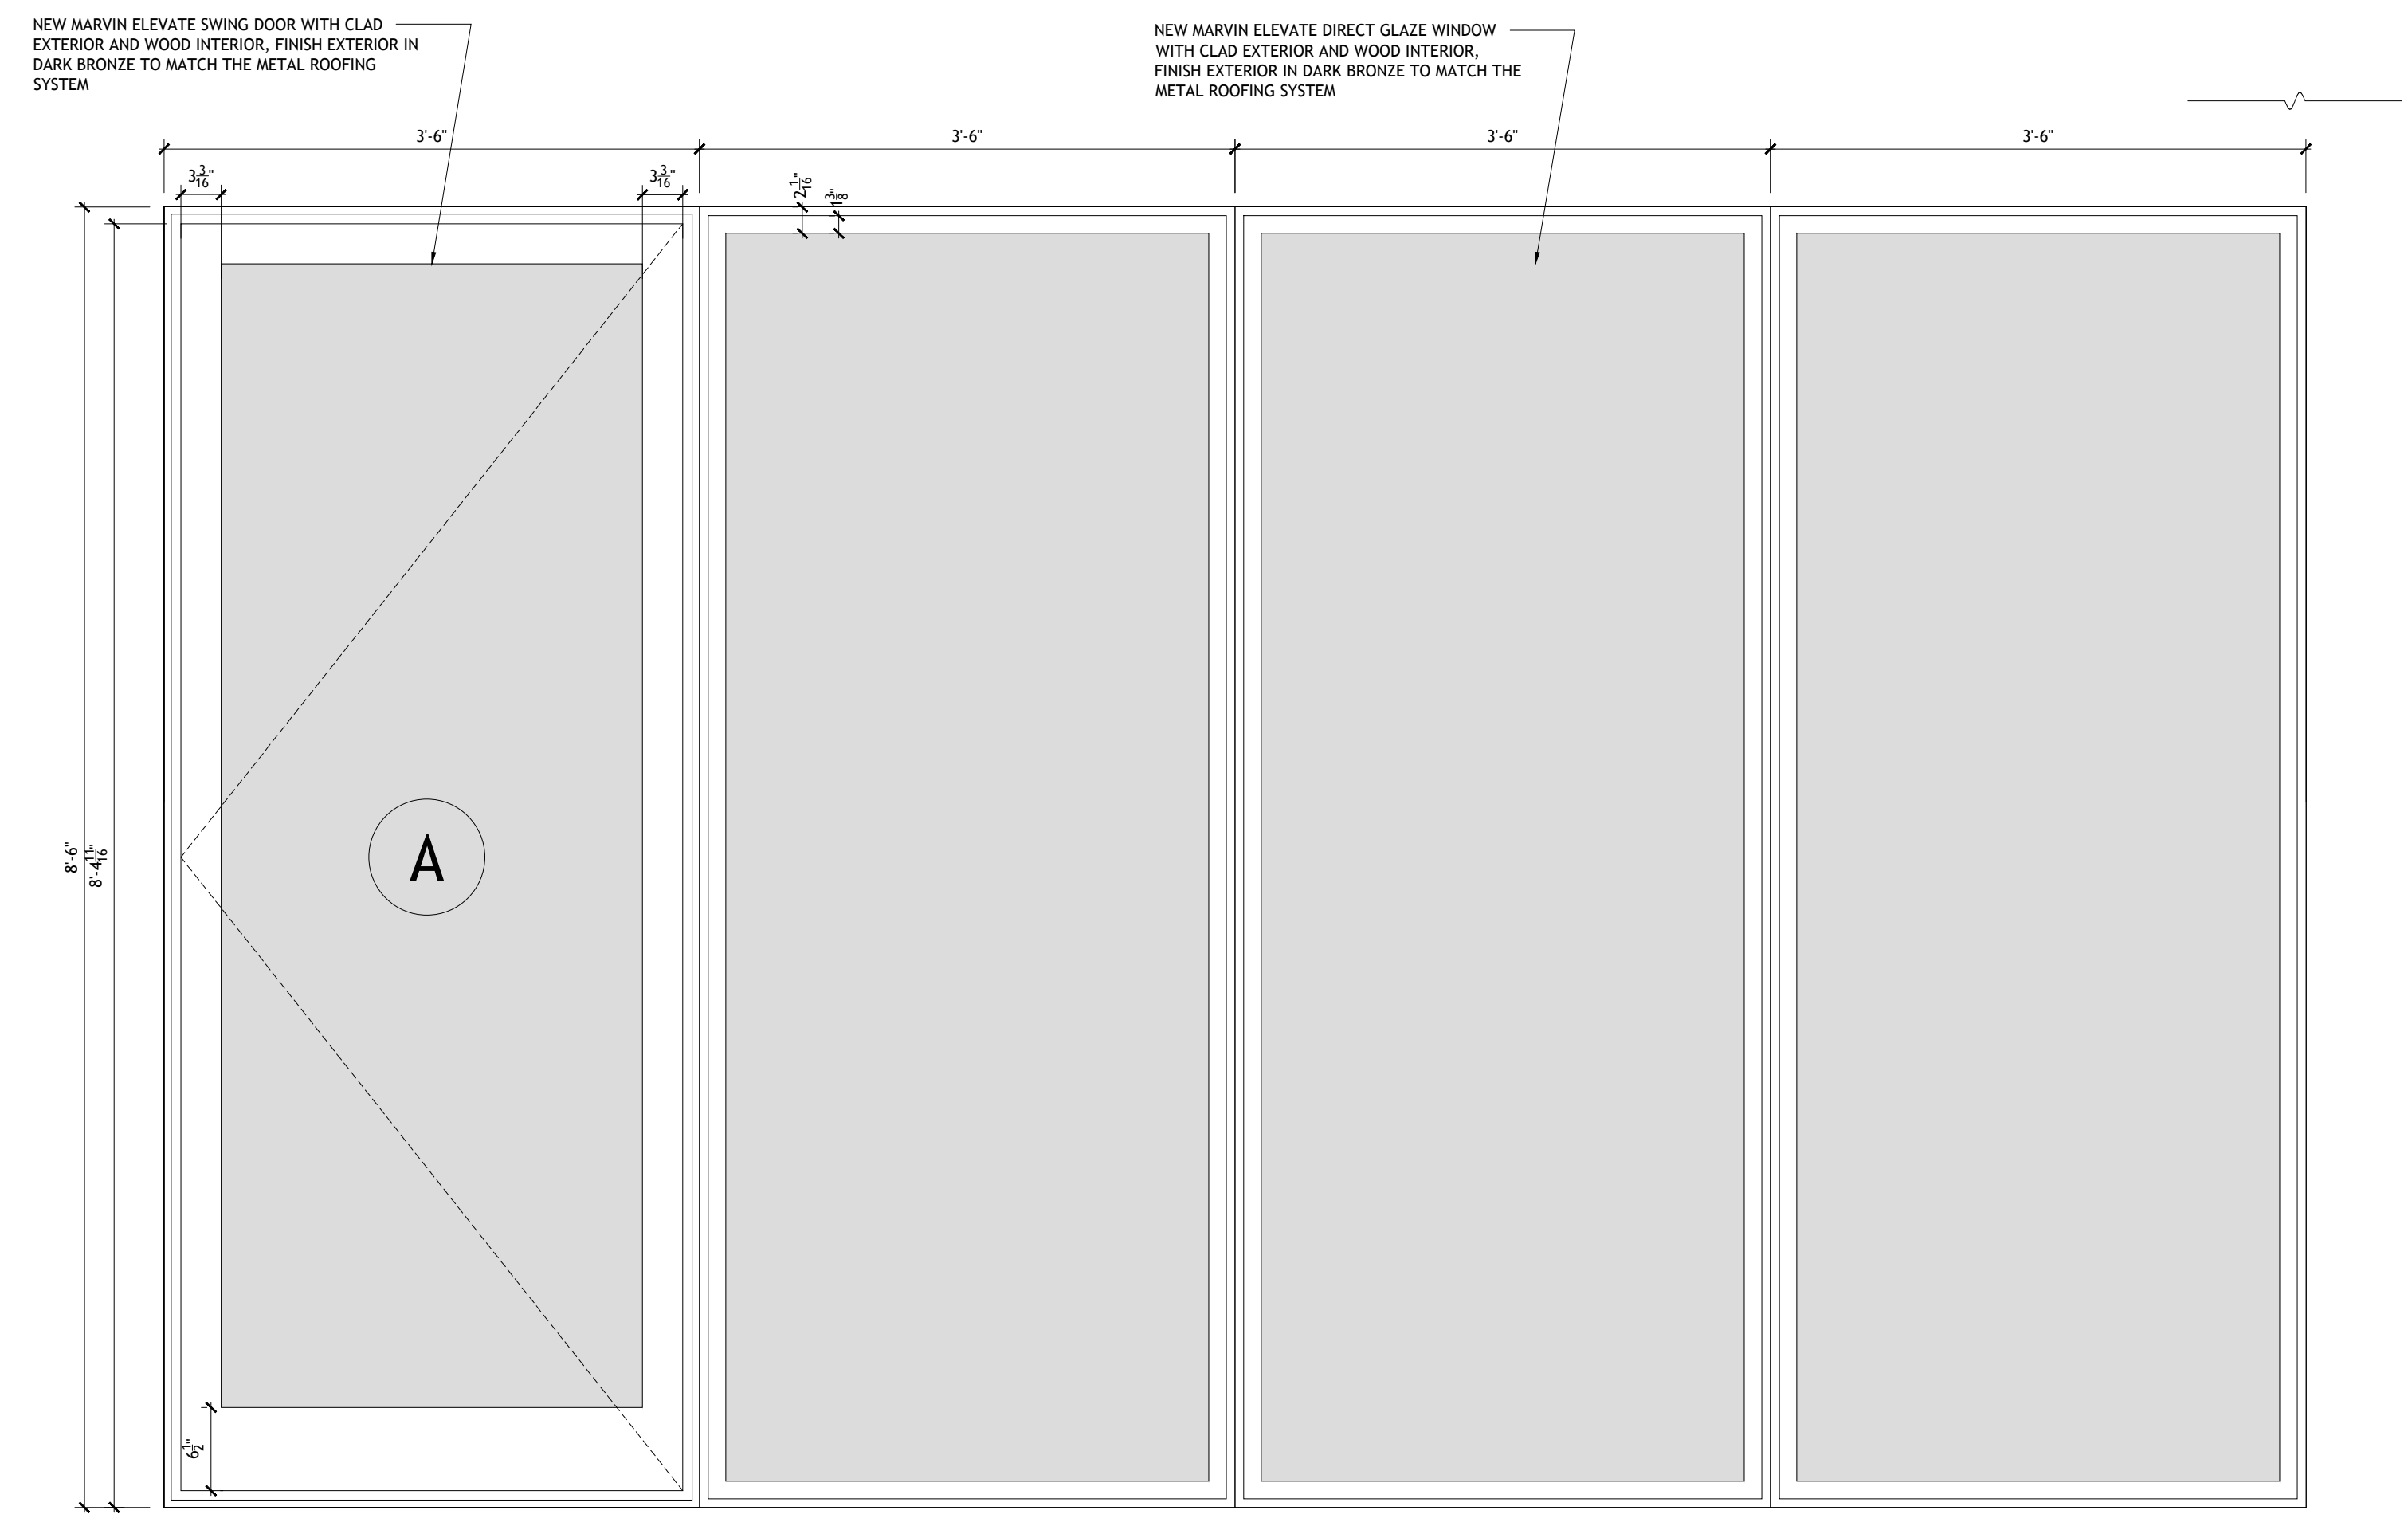 NEW MARVIN ELEVATE SWING DOOR WITH CLAD
EXTERIOR AND WOOD INTERIOR, FINISH EXTERIOR IN
DARK BRONZE TO MATCH THE METAL ROOFING
SYSTEM
NEW MARVIN ELEVATE DIRECT GLAZE WINDOW
WITH CLAD EXTERIOR AND WOOD INTERIOR,
FINISH EXTERIOR IN DARK BRONZE TO MATCH THE
METAL ROOFING SYSTEM
3'-6"
3'-6"
3'-6"
3'-6"
3 3/16"
3 3/16"
2 1/16"
1 3/8"
8'-6"
8'-4 11/16"
A
6 1/2"